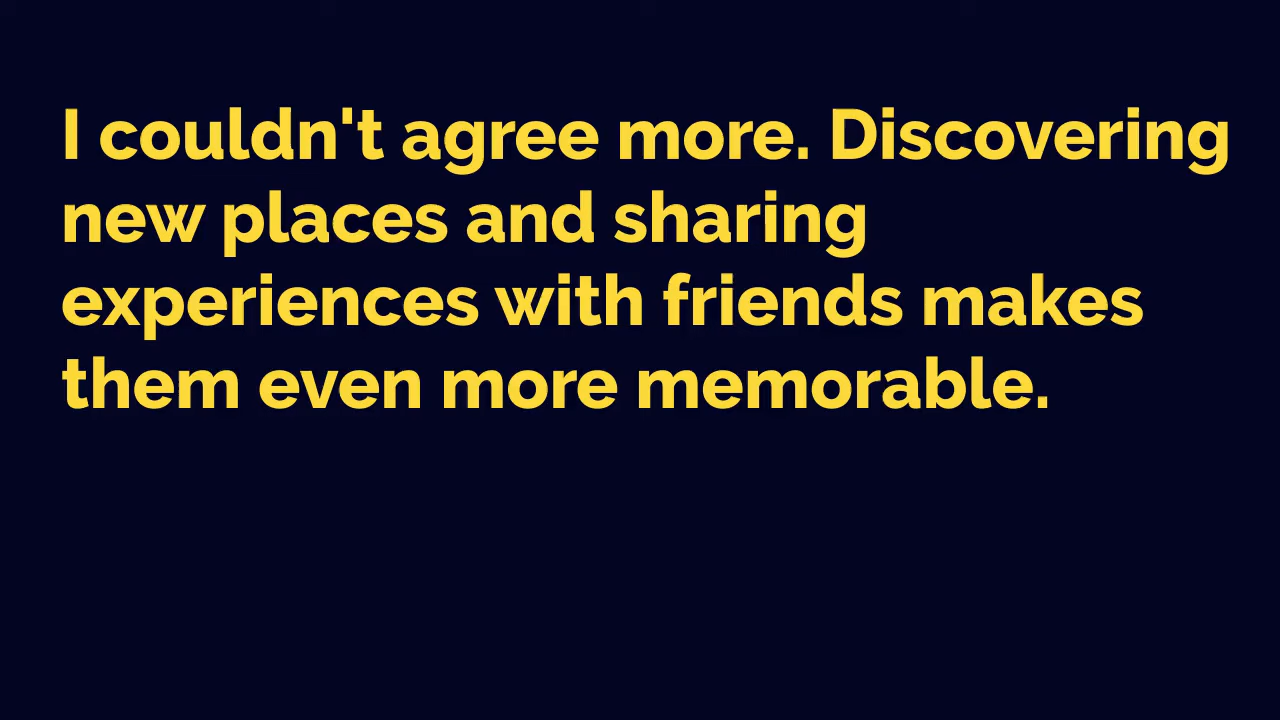 I couldn't agree more. Discovering
new places and sharing
experiences with friends makes
them even more memorable.